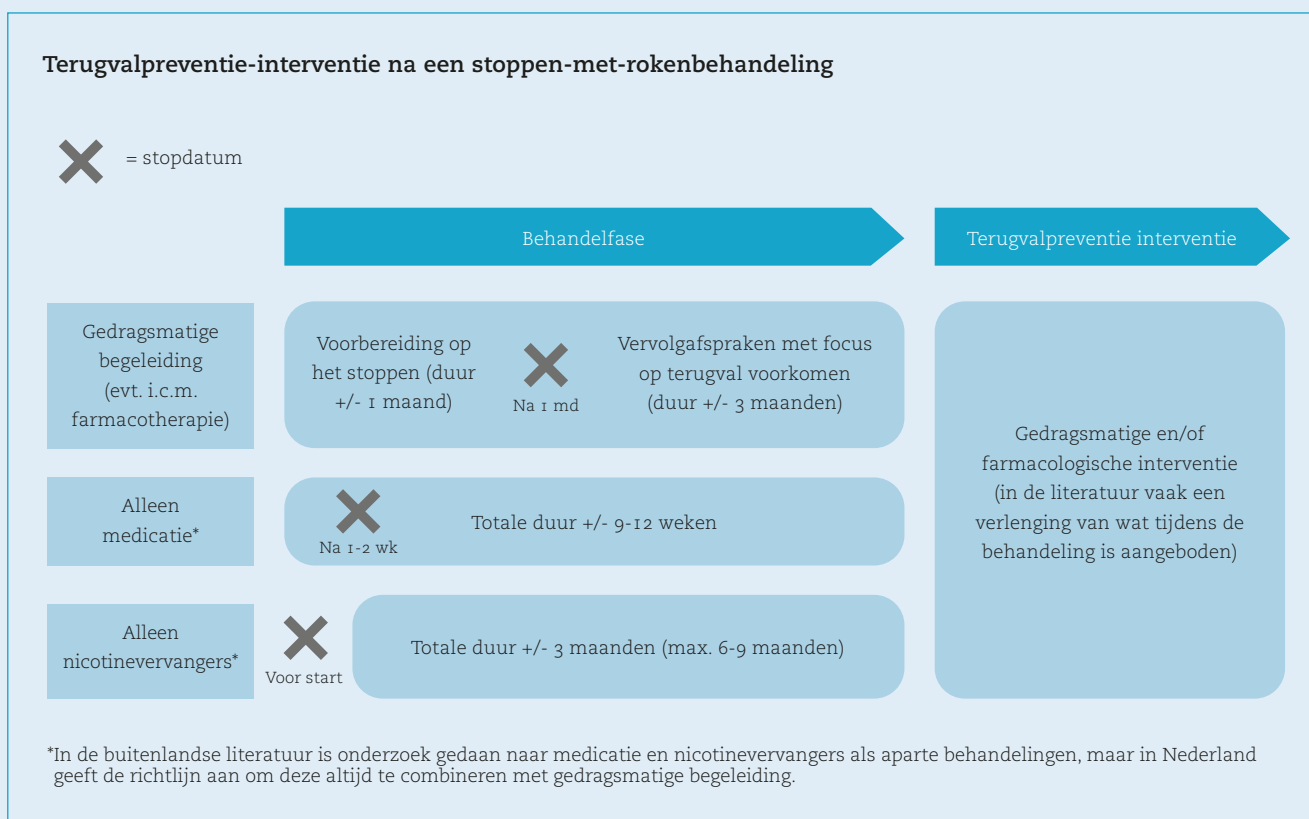 Terugvalpreventie-interventie na een stoppen-met-rokenbehandeling
= stopdatum
Behandelfase
Terugvalpreventie interventie
Gedragsmatige
begeleiding
(evt. i.c.m.
farmacotherapie)
Voorbereiding op
het stoppen (duur
+/- 1 maand)
Na 1 md
Vervolgafspraken met focus
op terugval voorkomen
(duur +/- 3 maanden)
Alleen
medicatie*
Na 1-2 wk
Totale duur +/- 9-12 weken
Alleen
nicotinevervangers*
Voor start
Totale duur +/- 3 maanden (max. 6-9 maanden)
Gedragsmatige en/of
farmacologische interventie
(in de literatuur vaak een
verlenging van wat tijdens de
behandeling is aangeboden)
*In de buitenlandse literatuur is onderzoek gedaan naar medicatie en nicotinevervangers als aparte behandelingen, maar in Nederland
geeft de richtlijn aan om deze altijd te combineren met gedragsmatige begeleiding.